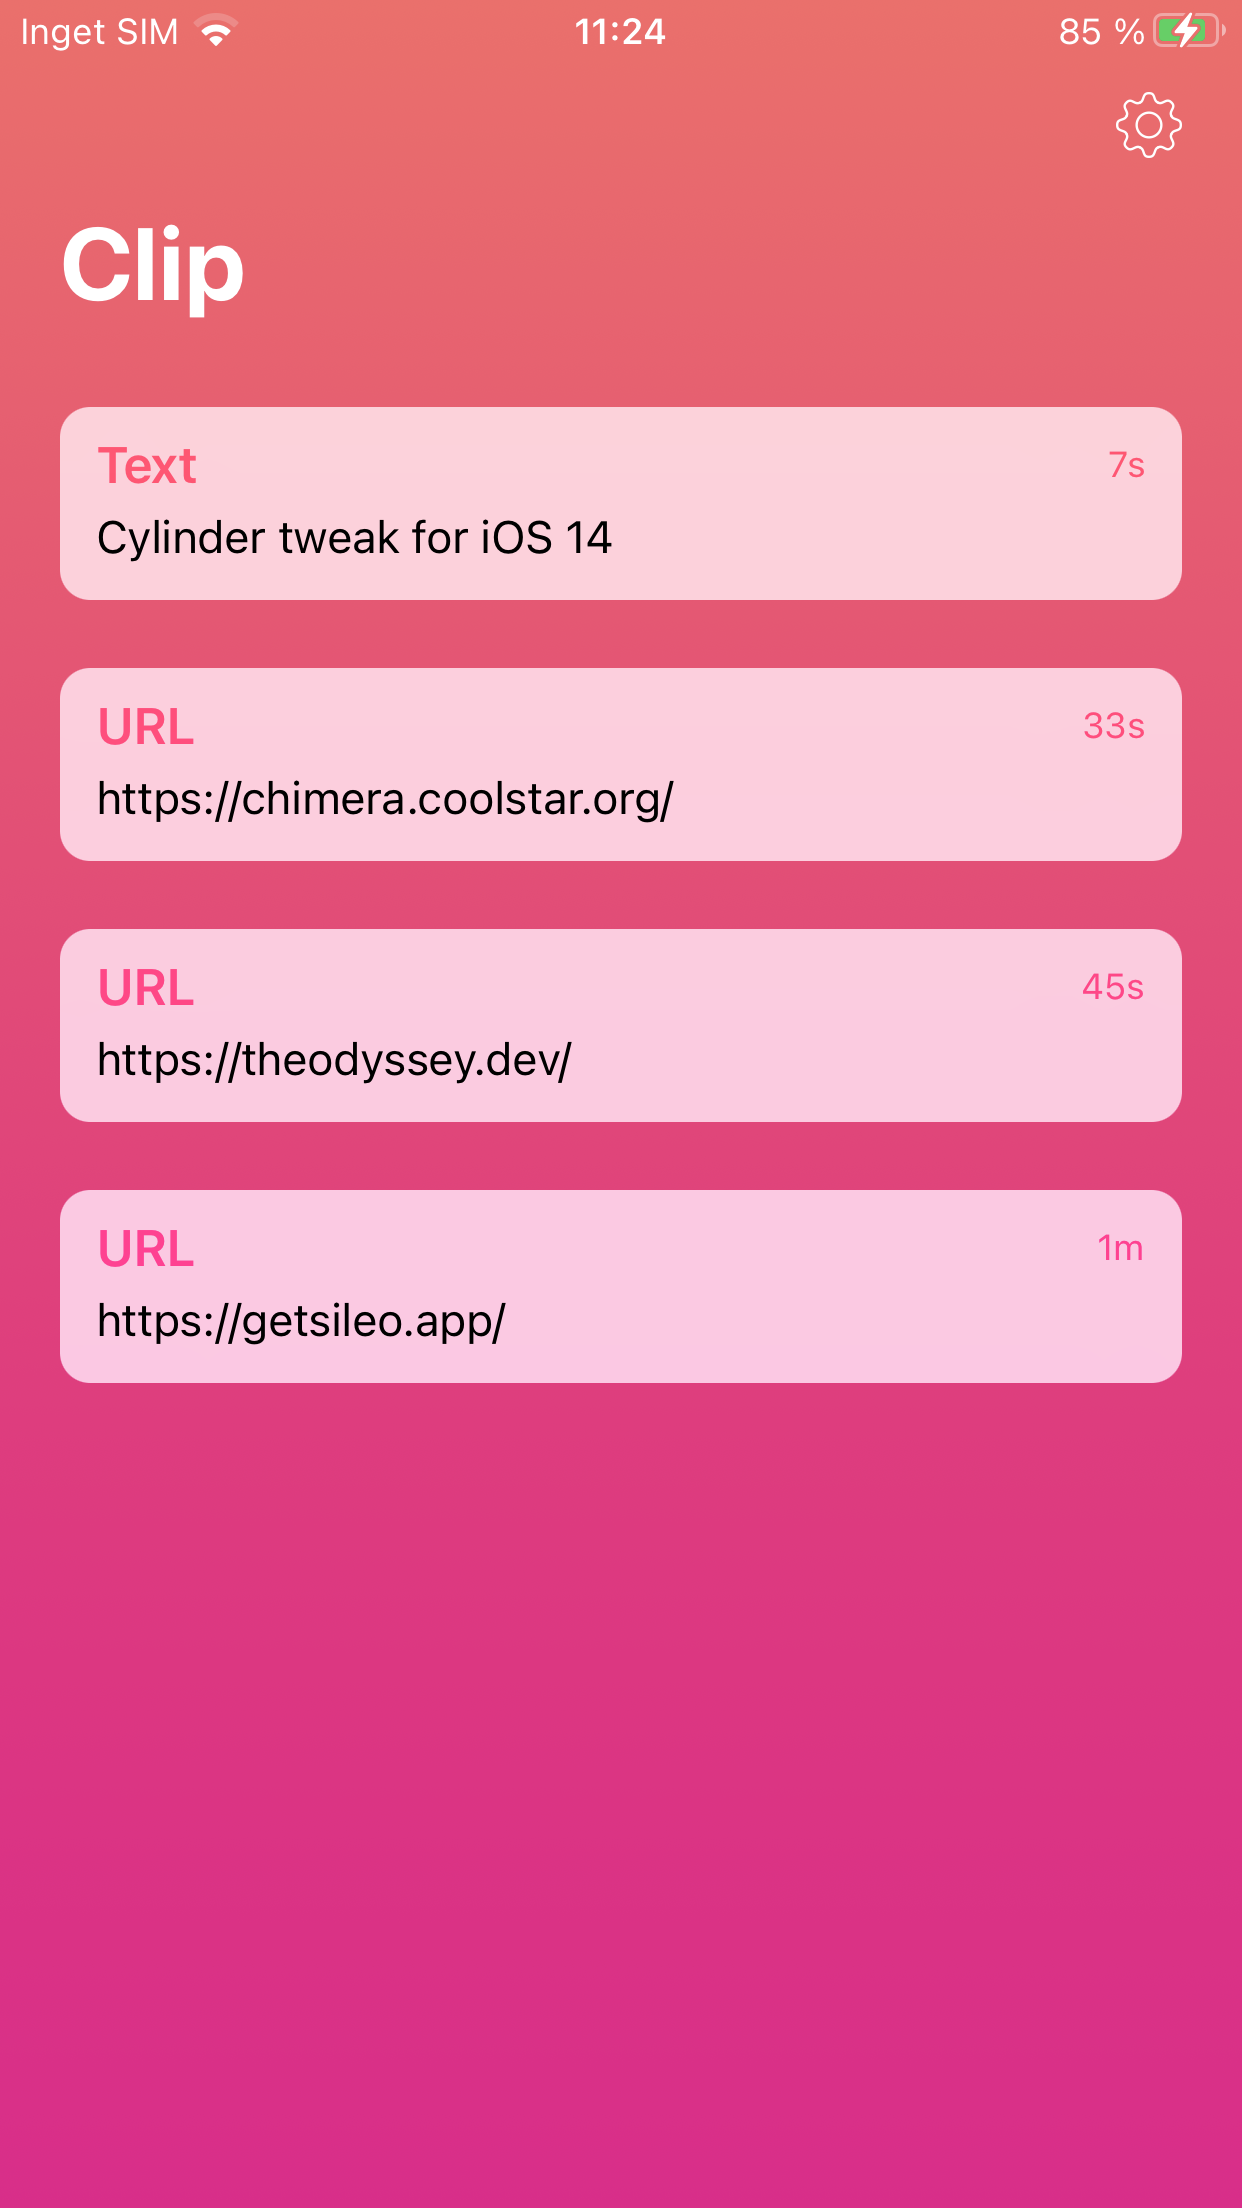 Inget SIM 11:24 85 %
Clip
Text 7s
Cylinder tweak for iOS 14
URL 33s
https://chimera.coolstar.org/
URL 45s
https://theodyssey.dev/
URL 1m
https://getsileo.app/